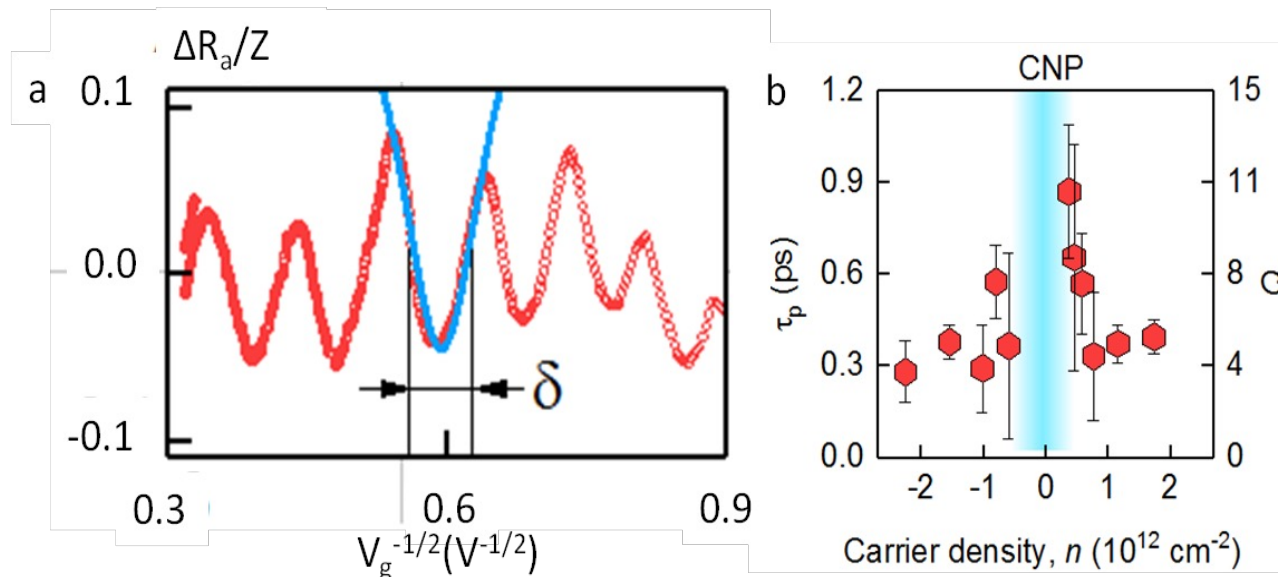 ΔRa/Z
a
0.1
0.0
-0.1
δ
0.3 0.6 0.9
Vg-1/2(V-1/2)
b
CNP
1.2 15
0.9 11
0.6 8
0.3 4
0.0 0
τp (ps)
-2 -1 0 1 2
Carrier density, n (1012 cm-2)